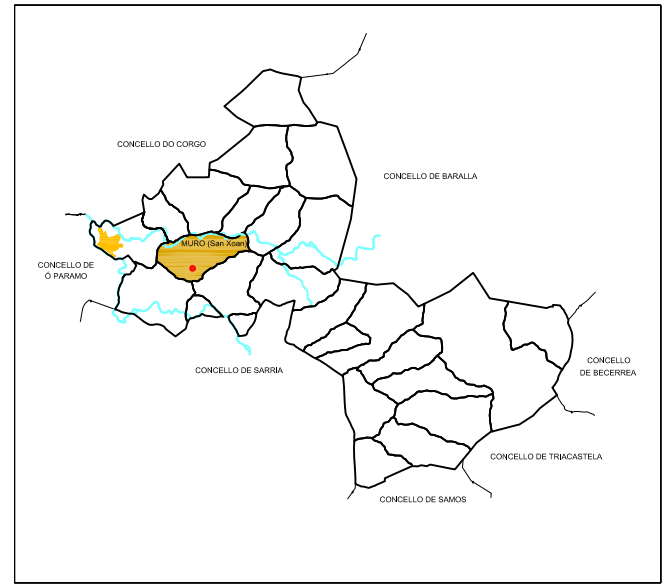 CONCELLO DO CORGO
CONCELLO DE BARALLA
MURO (San Xoan)
CONCELLO DE
Ó PARAMO
CONCELLO DE SARRIA
CONCELLO
DE BECERREA
CONCELLO DE TRIACASTELA
CONCELLO DE SAMOS